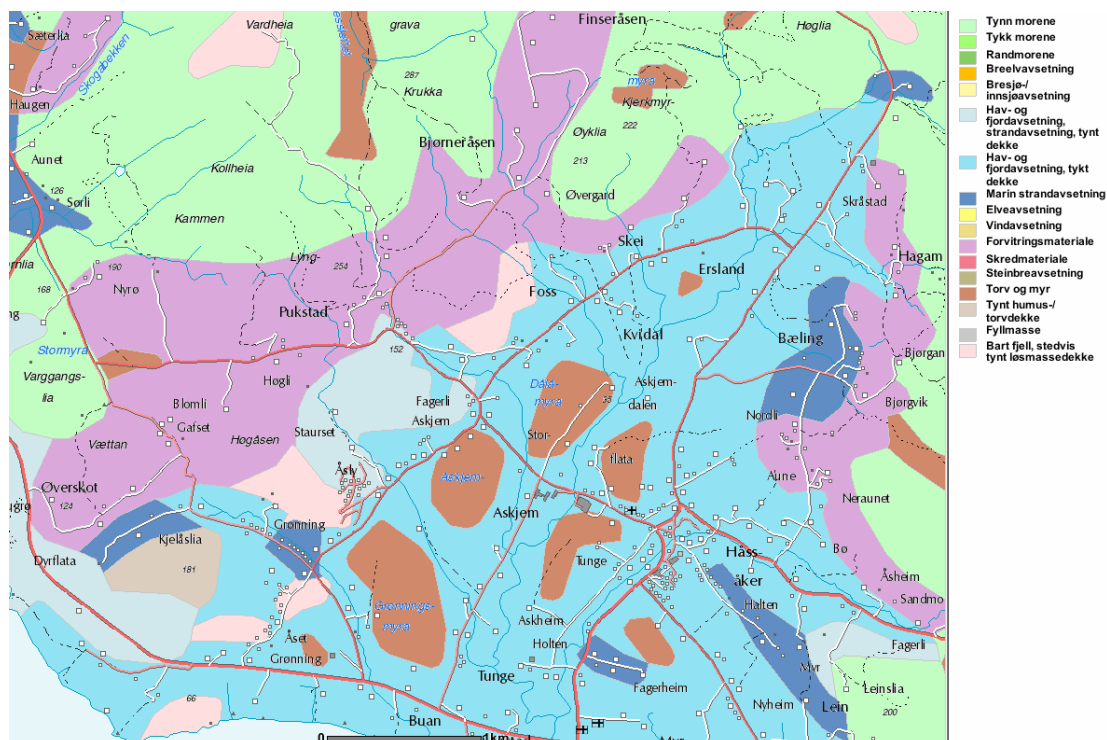 Vardheia
grava
Finseråsen
Høglia
Sæterlia
Skogabekken
287
Krukka
myra
Kjerkmyr-
222
Haugen
Øyklia
Bjørneråsen
213
Aunet
Kollheia
126
Sørli
Øvergard
Skråstad
Kammen
Skei
Lyng-
254
Hagam
190
168
Nyrø
Ersland
Foss
Pukstad
Kvidal
Bæling
Stormyra
152
Bjørgan
Varggangs-
lia
Høgli
Dåla-
myra
Askjem-
dalen
33
Fagerli
Blomli
Askjem
Bjørgvik
Nordli
Gafset
Staurset
Stor-
Vættan
Høgåsen
flata
Åsly
Askjem-
Aune
Øverskot
124
Neraunet
Askjem
Grønning
Kjelåslia
Bø
Dyrflata
181
Tunge
Håss-
åker
Åsheim
Sandmo
Grønnings-
myra
Halten
Askheim
Åset
Holten
Fagerli
Grønning
Myr
Tunge
Fagerheim
Leinslia
66
Nyheim
Lein
200
Buan
0
1km
Tynn morene
Tykk morene
Randmorene
Breelvavsetning
Bresjø-/
innsjøavsetning
Hav- og
fjordavsetning,
strandavsetning, tynt
dekke
Hav- og
fjordavsetning, tykt
dekke
Marin strandavsetning
Elveavsetning
Vindavsetning
Forvitringsmateriale
Skredmateriale
Steinbreavsetning
Torv og myr
Tynt humus-/
torvdekke
Fyllmasse
Bart fjell, stedvis
tynt løsmassedekke